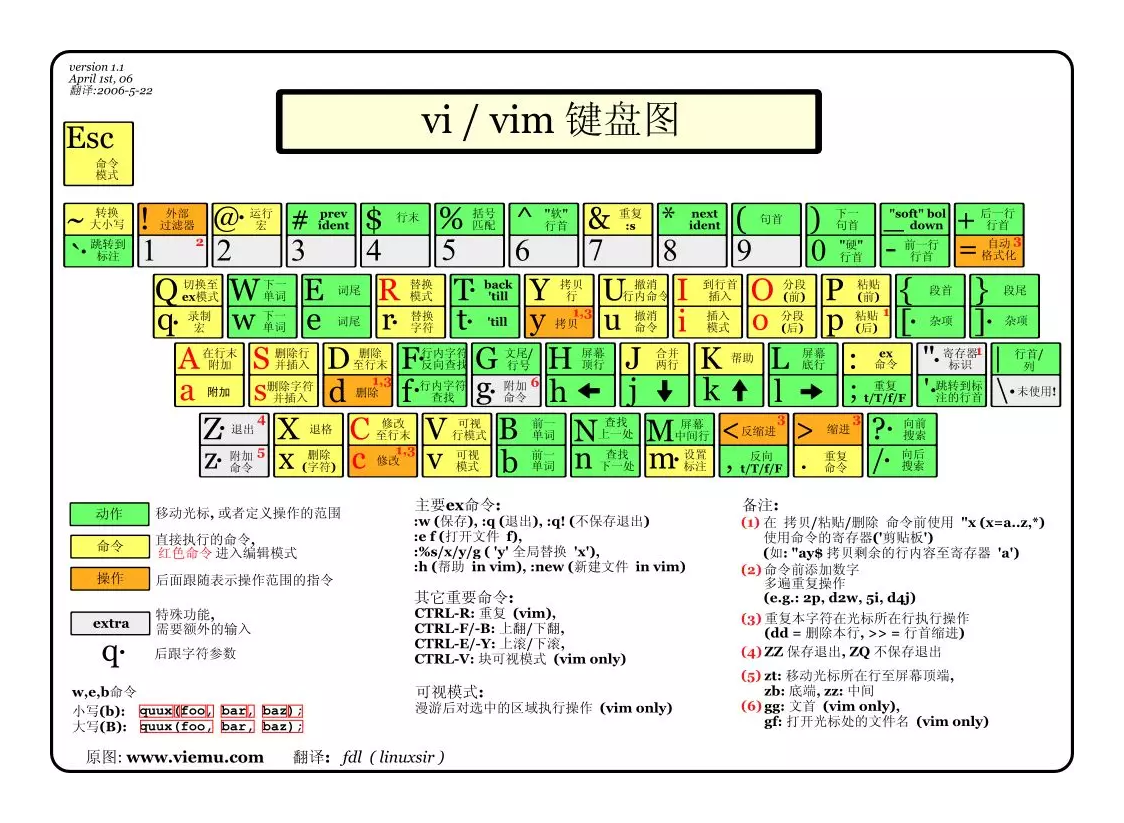 version 1.1
April 1st, 06
翻译:2006-5-22
vi / vim 键盘图
Esc 命令
模式
~ 转换
大小写
! 外部
过滤器
@· 运行
宏
# prev
ident
$ 行末
% 括号
匹配
^ "软"
行首
& 重复
:s
* next
ident
( 句首
) 下一
句首
_ "soft" bol
down
+ 后一行
行首
`· 跳转到
标注
1 2
2
3
4
5
6
7
8
9
0 "硬"
行首
- 前一行
行首
= 自动3
格式化
Q 切换至
ex模式
W 下一
单词
E 词尾
R 替换
模式
T· back
'till
Y 拷贝
行
U 撤消
行内命令
I 到行首
插入
O 分段
(前)
P 粘贴
(前)
{ 段首
} 段尾
q· 录制
宏
w 下一
单词
e 词尾
r· 替换
字符
t· 'till
y 拷贝 1,3
u 撤消
命令
i 插入
模式
o 分段
(后)
p 粘贴 1
(后)
[· 杂项
]· 杂项
A 在行末
附加
S 删除行
并插入
D 删除
至行末
F· 行内字符
反向查找
G 文尾/
行号
H 屏幕
顶行
J 合并
两行
K 帮助
L 屏幕
底行
: ex
命令
"· 寄存器1
标识
| 行首/
列
a 附加
s 删除字符
并插入
d 删除 1,3
f· 行内字符
查找
g· 附加 6
命令
h ←
j ↓
k ↑
l →
; 重复
t/T/f/F
'· 跳转到标
注的行首
\· 未使用!
Z· 退出 4
X 退格
C 修改
至行末
V 可视
行模式
B 前一
单词
N 查找
上一处
M 屏幕
中间行
< 反缩进 3
> 缩进 3
?· 向前
搜索
z· 附加 5
命令
x 删除
(字符)
c 修改 1,3
v 可视
模式
b 前一
单词
n 查找
下一处
m· 设置
标注
, 反向
t/T/f/F
. 重复
命令
/· 向后
搜索
动作 移动光标, 或者定义操作的范围
命令 直接执行的命令,
红色命令 进入编辑模式
操作 后面跟随表示操作范围的指令
extra 特殊功能,
需要额外的输入
q· 后跟字符参数
w,e,b命令
小写(b): quux(foo, bar, baz);
大写(B): quux(foo, bar, baz);
原图: www.viemu.com 翻译: fdl ( linuxsir )
主要ex命令:
:w (保存), :q (退出), :q! (不保存退出)
:e f (打开文件 f),
:%s/x/y/g ( 'y' 全局替换 'x'),
:h (帮助 in vim), :new (新建文件 in vim)
其它重要命令:
CTRL-R: 重复 (vim),
CTRL-F/-B: 上翻/下翻,
CTRL-E/-Y: 上滚/下滚,
CTRL-V: 块可视模式 (vim only)
可视模式:
漫游后对选中的区域执行操作 (vim only)
备注:
(1) 在 拷贝/粘贴/删除 命令前使用 "x (x=a..z,*)
使用命令的寄存器('剪贴板')
(如: "ay$ 拷贝剩余的行内容至寄存器 'a')
(2) 命令前添加数字
多遍重复操作
(e.g.: 2p, d2w, 5i, d4j)
(3) 重复本字符在光标所在行执行操作
(dd = 删除本行, >> = 行首缩进)
(4) ZZ 保存退出, ZQ 不保存退出
(5) zt: 移动光标所在行至屏幕顶端,
zb: 底端, zz: 中间
(6) gg: 文首 (vim only),
gf: 打开光标处的文件名 (vim only)